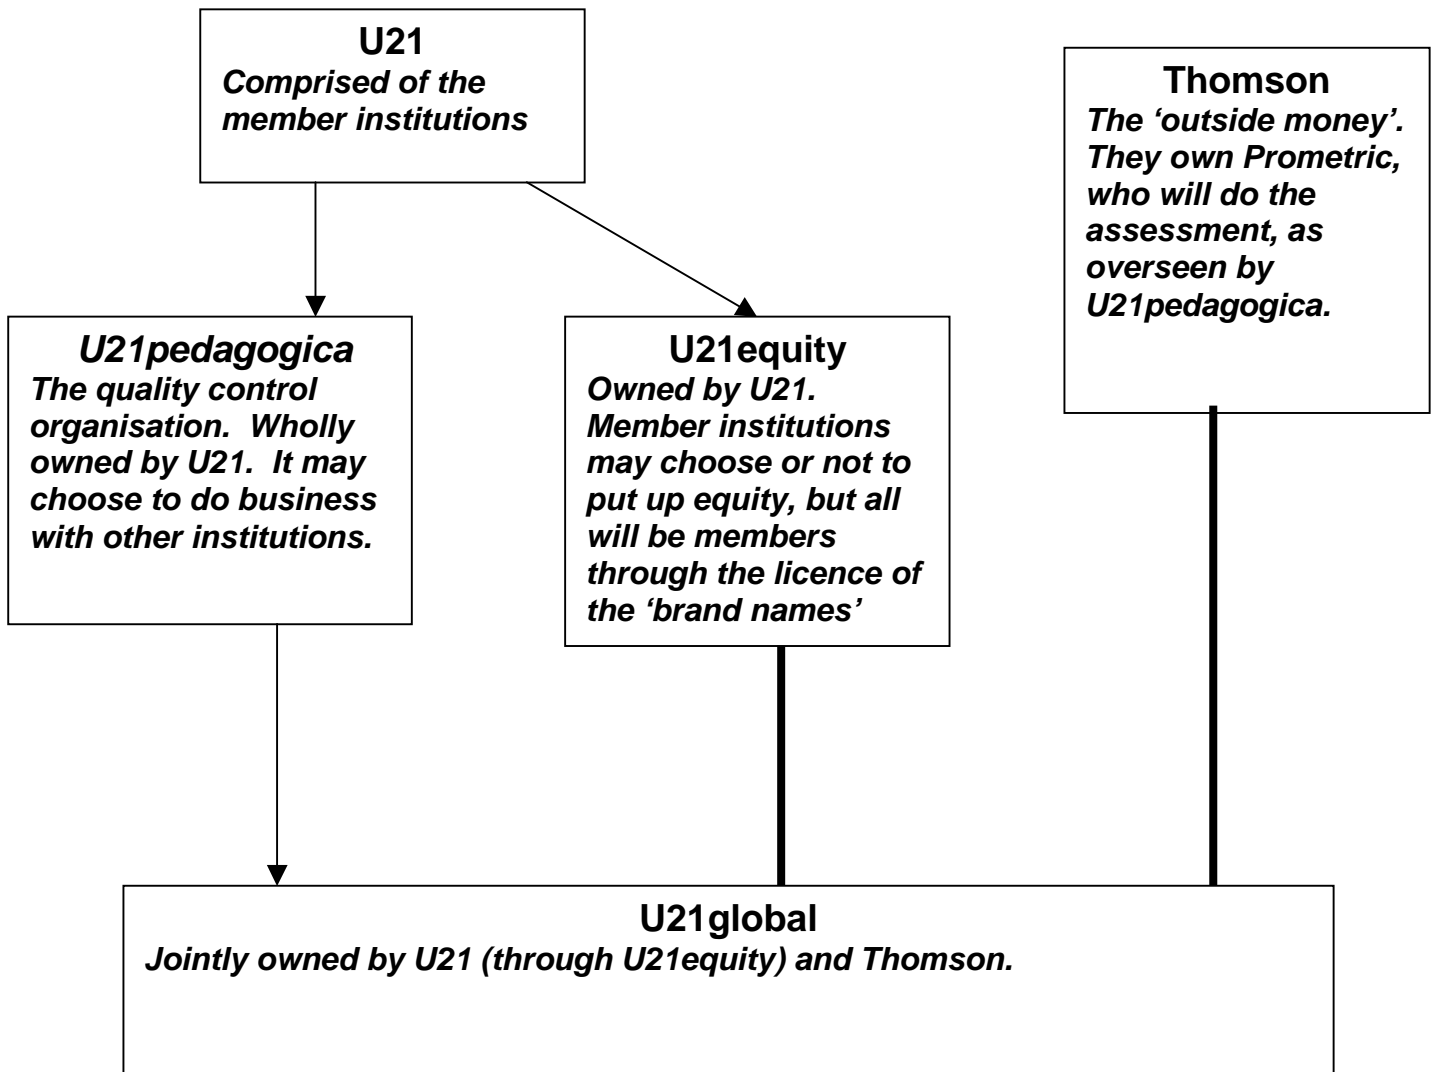 U21
Comprised of the
member institutions
Thomson
The ‘outside money’.
They own Prometric,
who will do the
assessment, as
overseen by
U21pedagogica.
U21pedagogica
The quality control
organisation.  Wholly
owned by U21.  It may
choose to do business
with other institutions.
U21equity
Owned by U21.
Member institutions
may choose or not to
put up equity, but all
will be members
through the licence of
the ‘brand names’
U21global
Jointly owned by U21 (through U21equity) and Thomson.